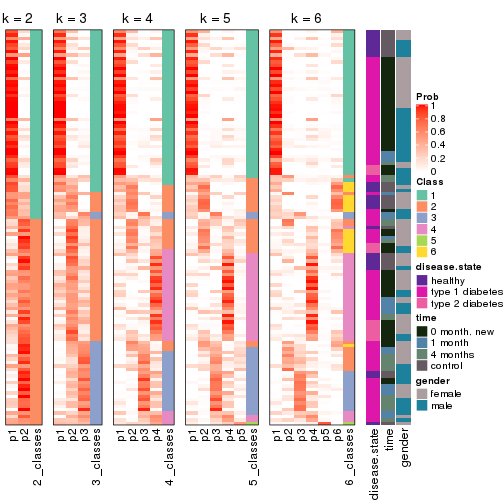 k = 2 k = 3 k = 4 k = 5 k = 6
Prob
1
0.8
0.6
0.4
0.2
0
Class
1
2
3
4
5
6
disease.state
healthy
type 1 diabetes
type 2 diabetes
time
0 month. new
1 month
4 months
control
gender
female
male
p1 p2 2_classes p1 p2 p3 3_classes p1 p2 p3 p4 4_classes p1 p2 p3 p4 p5 5_classes p1 p2 p3 p4 p5 p6 6_classes disease.state time gender